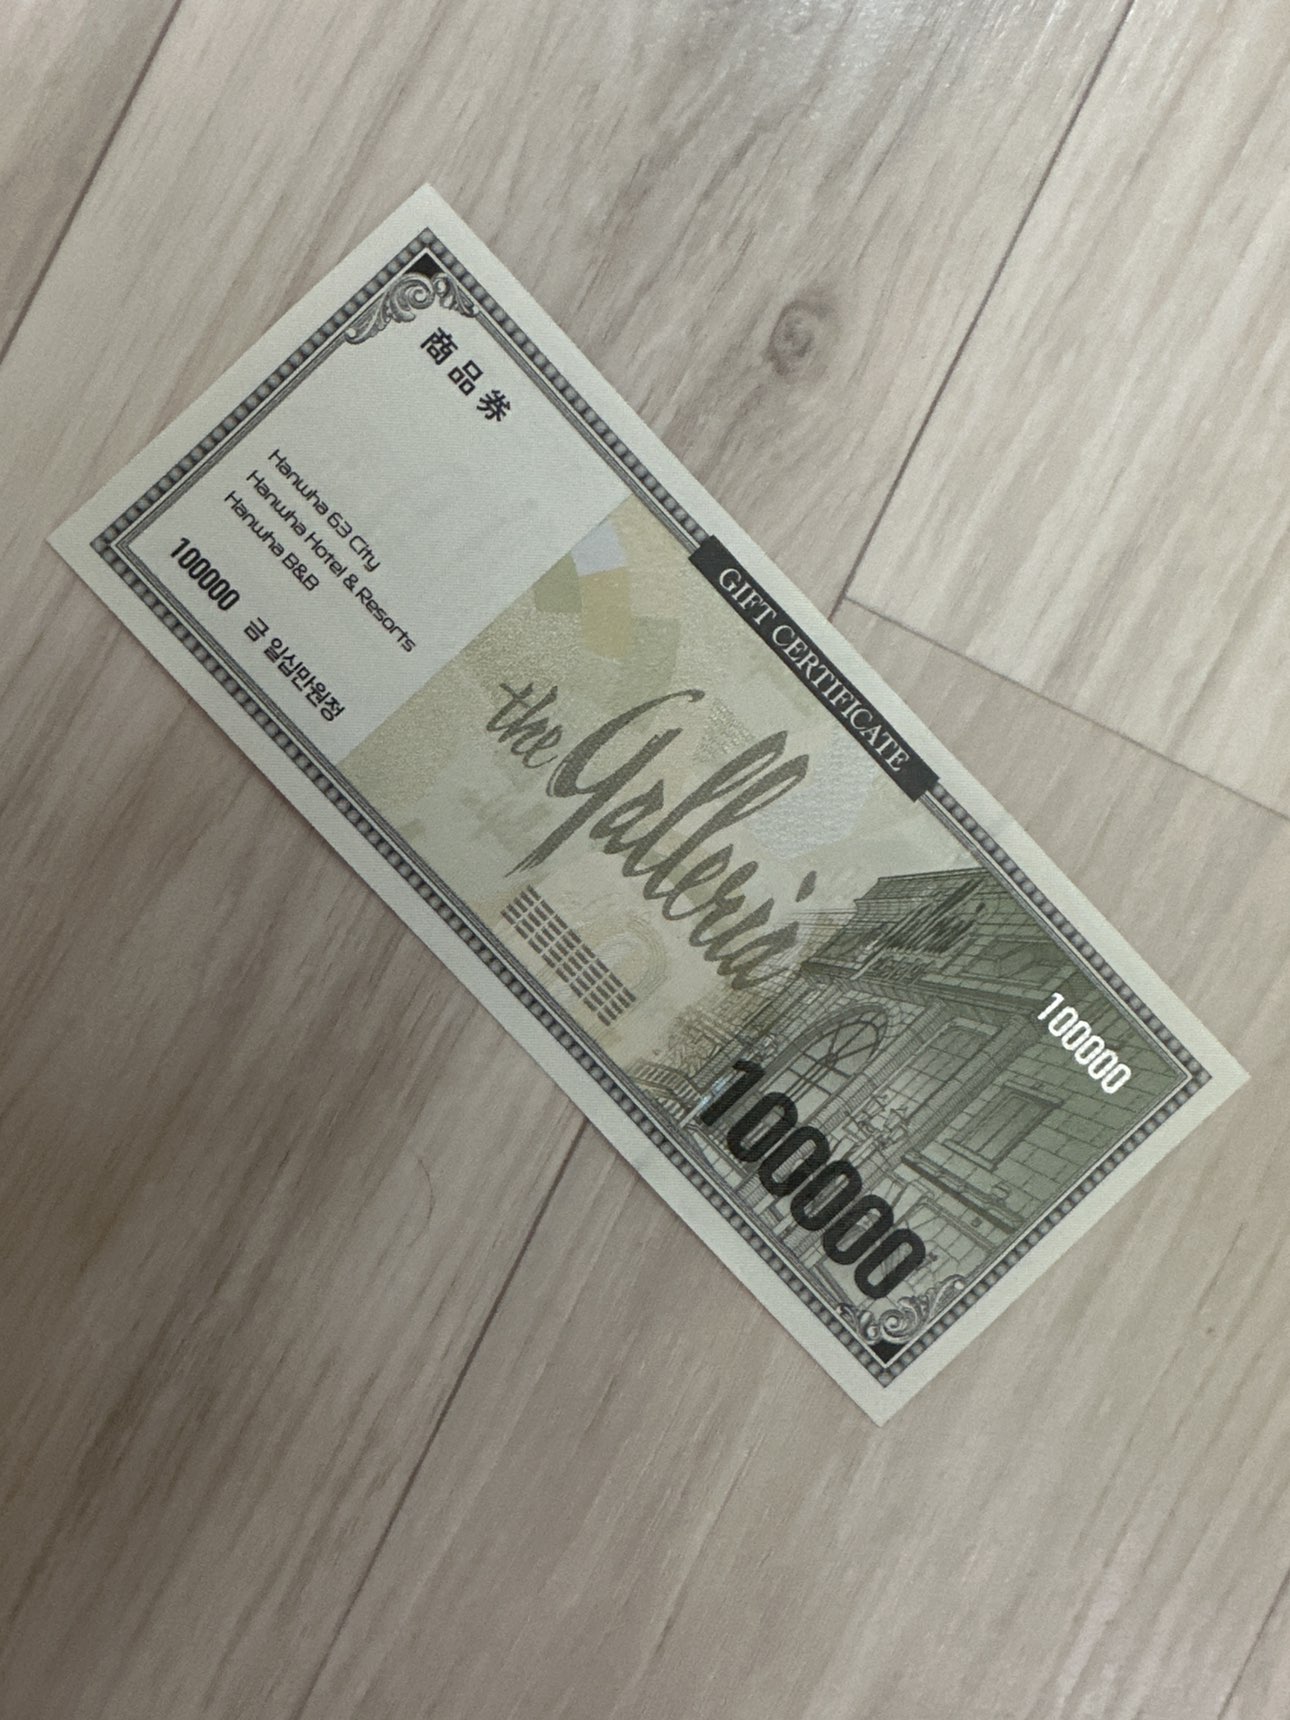 商品券
Hanwha 63 City
Hanwha Hotel & Resorts
Hanwha B&B
100000 금 일십만원정
GIFT CERTIFICATE
the Galleria
100000
100000